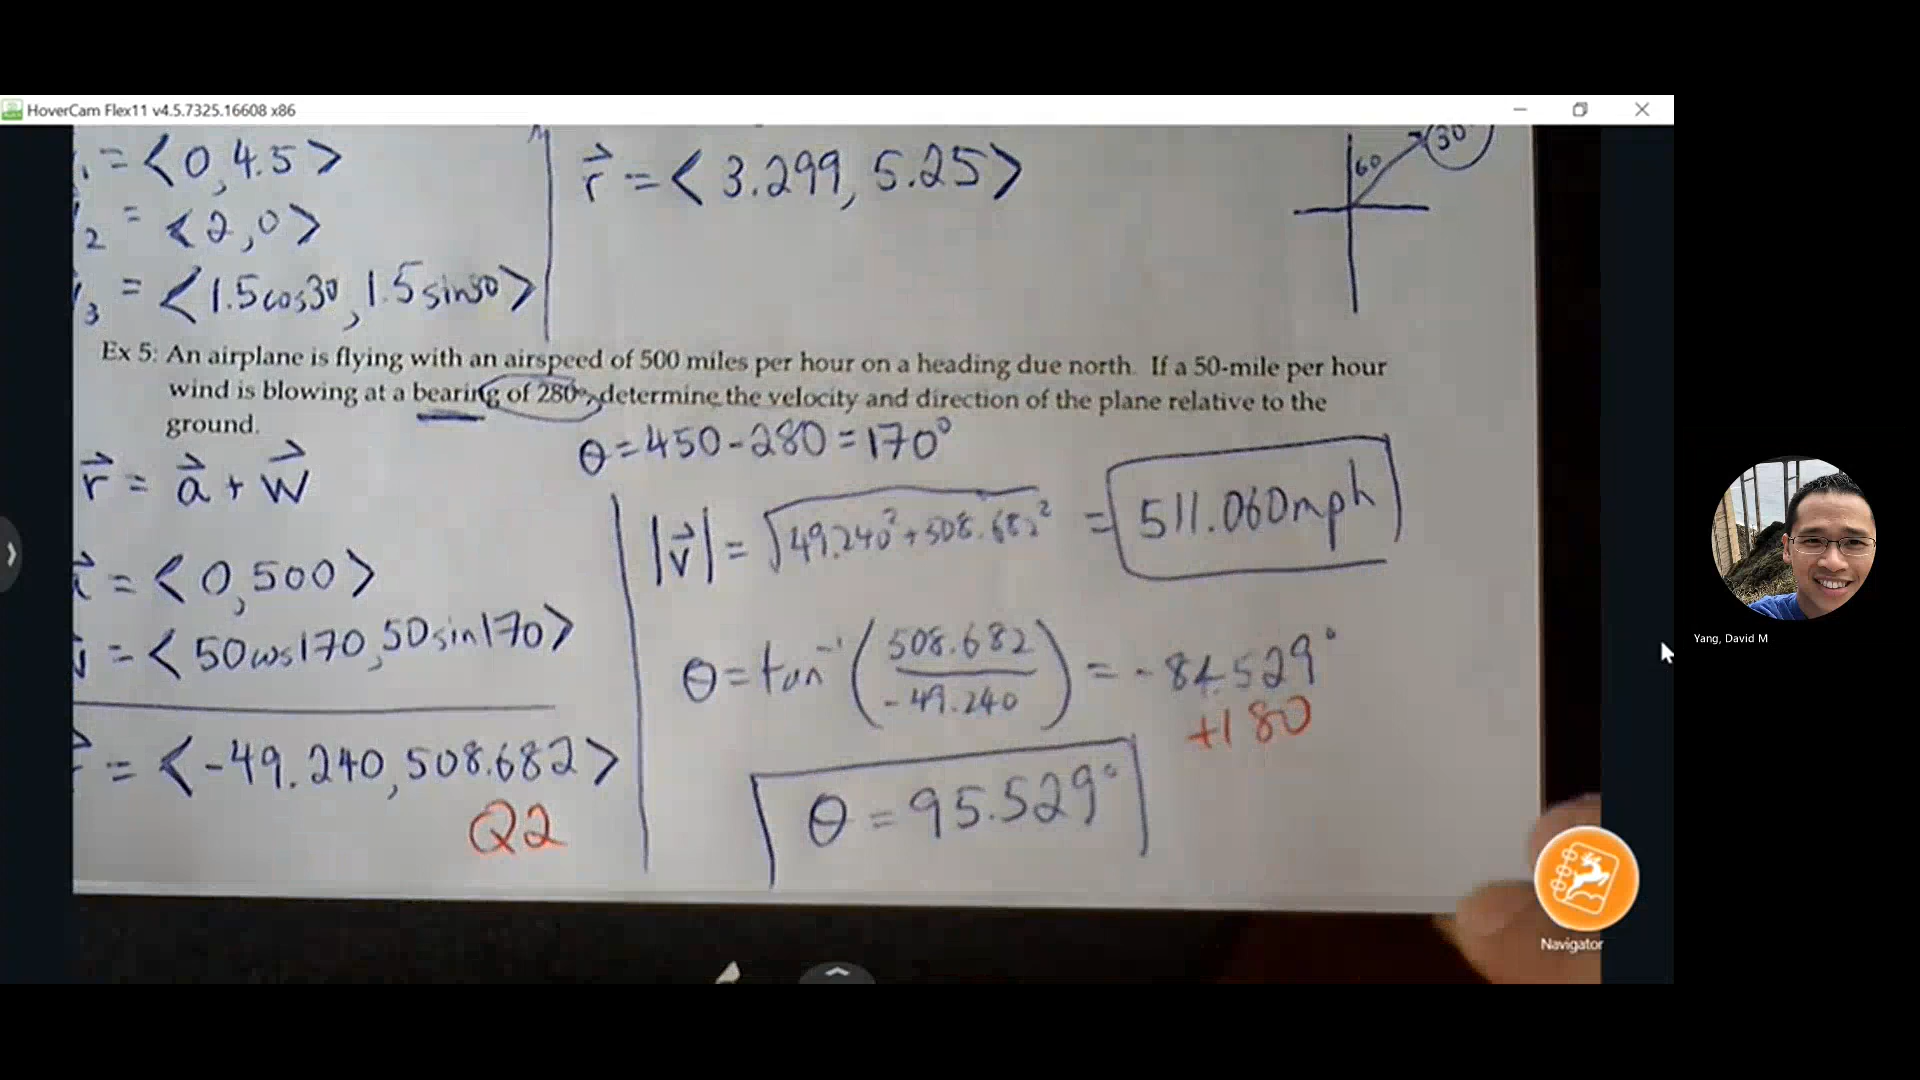 HoverCam Flex11 v4.5.7325.16608 x86
1 = <0, 4.5>
2 = <2, 0>
3 = <1.5cos30, 1.5sin30>
r⃗ = <3.299, 5.25>
60
30
Ex 5: An airplane is flying with an airspeed of 500 miles per hour on a heading due north. If a 50-mile per hour
wind is blowing at a bearing of 280°, determine the velocity and direction of the plane relative to the
ground.
θ = 450 - 280 = 170°
r⃗ = a⃗ + w⃗
= <0, 500>
= <50cos170, 50sin170>
= <-49.240, 508.682>
Q2
|v⃗| = √49.240² + 508.682² = 511.060mph
θ = tan⁻¹(508.682/-49.240) = -84.529°
+180
θ = 95.529°
Yang, David M
Navigator